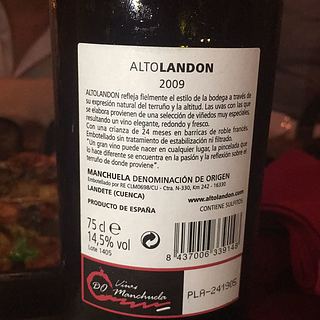 ALTOLANDON
2009
ALTOLANDON refleja fielmente el estilo de la bodega a través de
su expresión natural del terruño y la altitud. Las uvas con las que
se elabora provienen de una selección de viñedos muy especiales,
resultando un vino elegante, redondo y fresco.
Con una crianza de 24 meses en barricas de roble francés.
Embotellado sin tratamiento de estabilización ni filtrado.
"Un gran vino puede nacer en cualquier lugar, la pincelada que
lo hace diferente se encuentra en la pasión y la reflexión sobre el
terruño de donde proviene".
MANCHUELA DENOMINACIÓN DE ORIGEN
Embotellado por RE CLM0698/CU - Ctra. N-330, Km 242 - 16330
LANDETE (CUENCA) www.altolandon.com
PRODUCTO DE ESPAÑA CONTIENE SULFITOS
75 cl e
14,5% vol
Lote 1405
8 437006 339148
DO Vinos Manchuela
PLA-241905